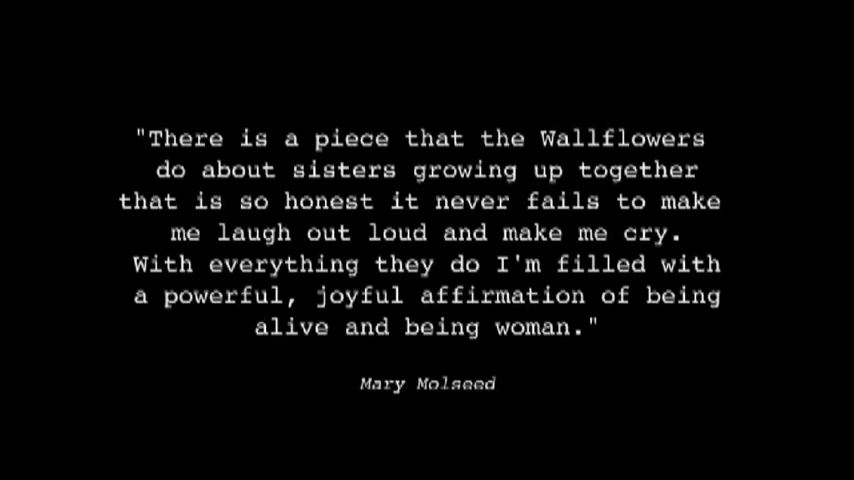 "There is a piece that the Wallflowers
do about sisters growing up together
that is so honest it never fails to make
me laugh out loud and make me cry.
With everything they do I'm filled with
a powerful, joyful affirmation of being
alive and being woman."
Mary Molseed